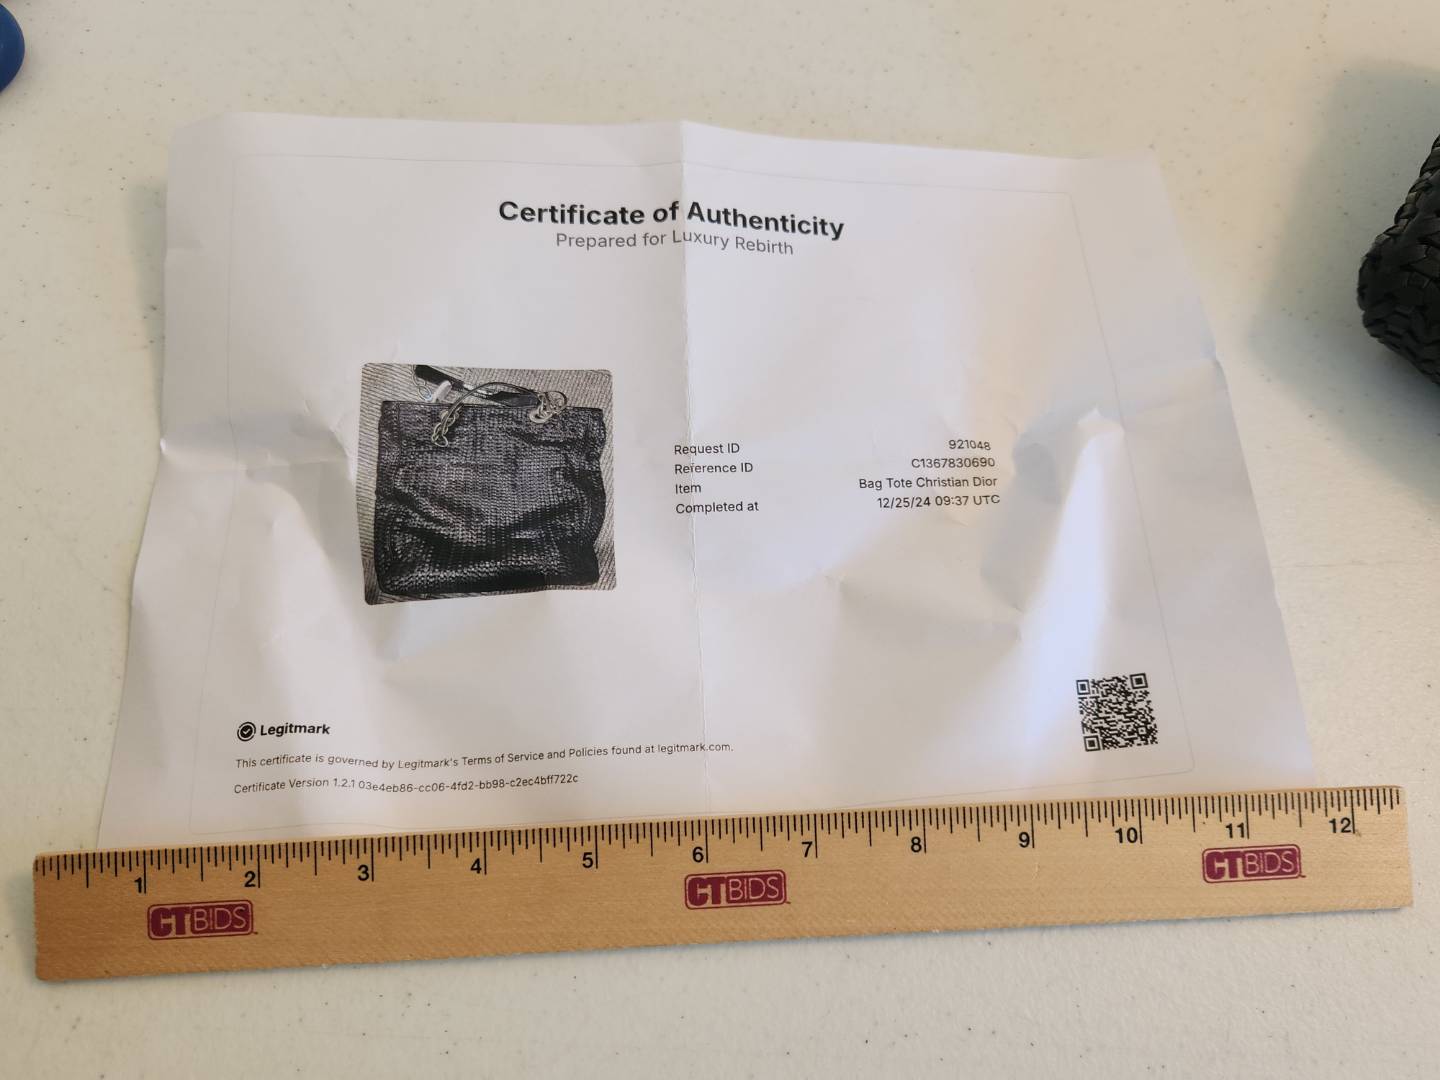 Certificate of Authenticity
Prepared for Luxury Rebirth
Request ID 921048
Reference ID C1367830690
Item Bag Tote Christian Dior
Completed at 12/25/24 09:37 UTC
Legitmark
This certificate is governed by Legitmark's Terms of Service and Policies found at legitmark.com.
Certificate Version 1.2.1 03e4eb86-cc06-4fd2-bb98-c2ec4bff722c
1 2 3 4 5 6 7 8 9 10 11 12
CTBIDS CTBIDS CTBIDS